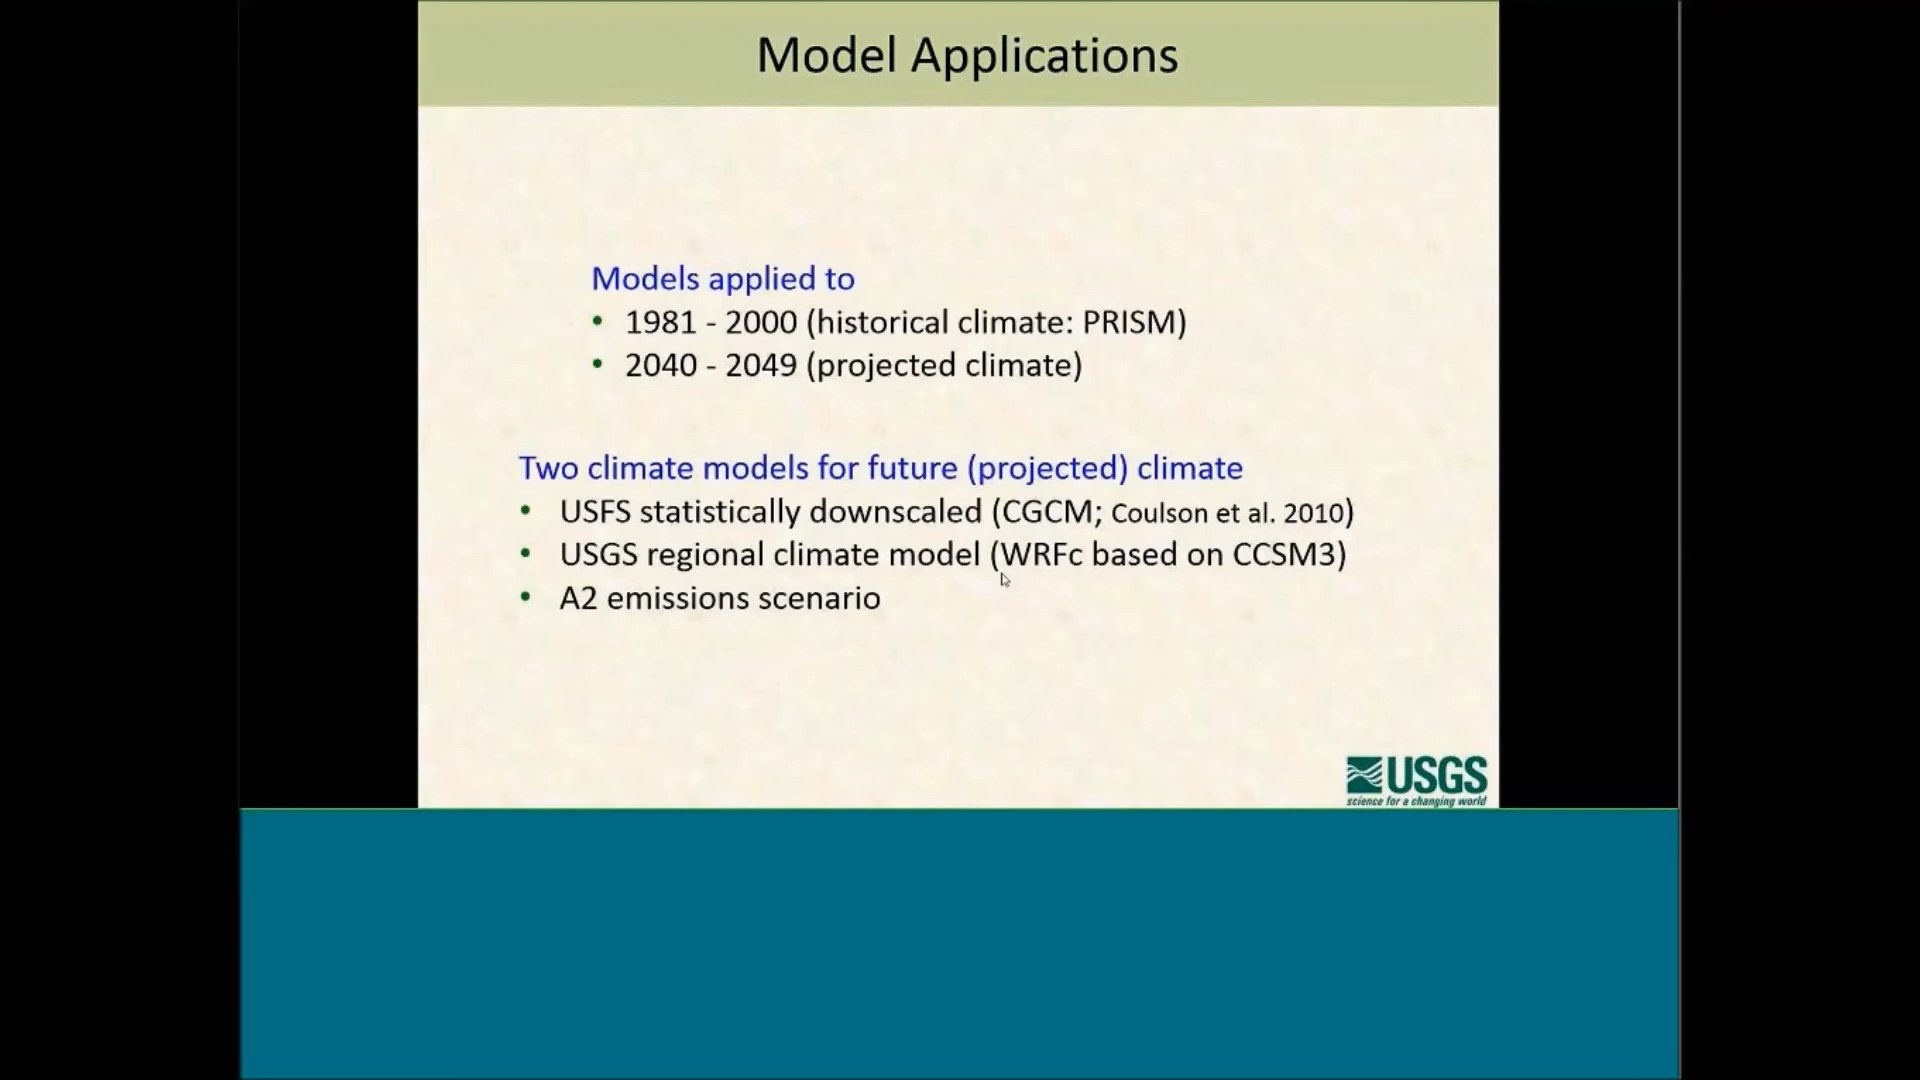 Model Applications
Models applied to
• 1981 - 2000 (historical climate: PRISM)
• 2040 - 2049 (projected climate)
Two climate models for future (projected) climate
• USFS statistically downscaled (CGCM; Coulson et al. 2010)
• USGS regional climate model (WRFc based on CCSM3)
• A2 emissions scenario
USGS
science for a changing world